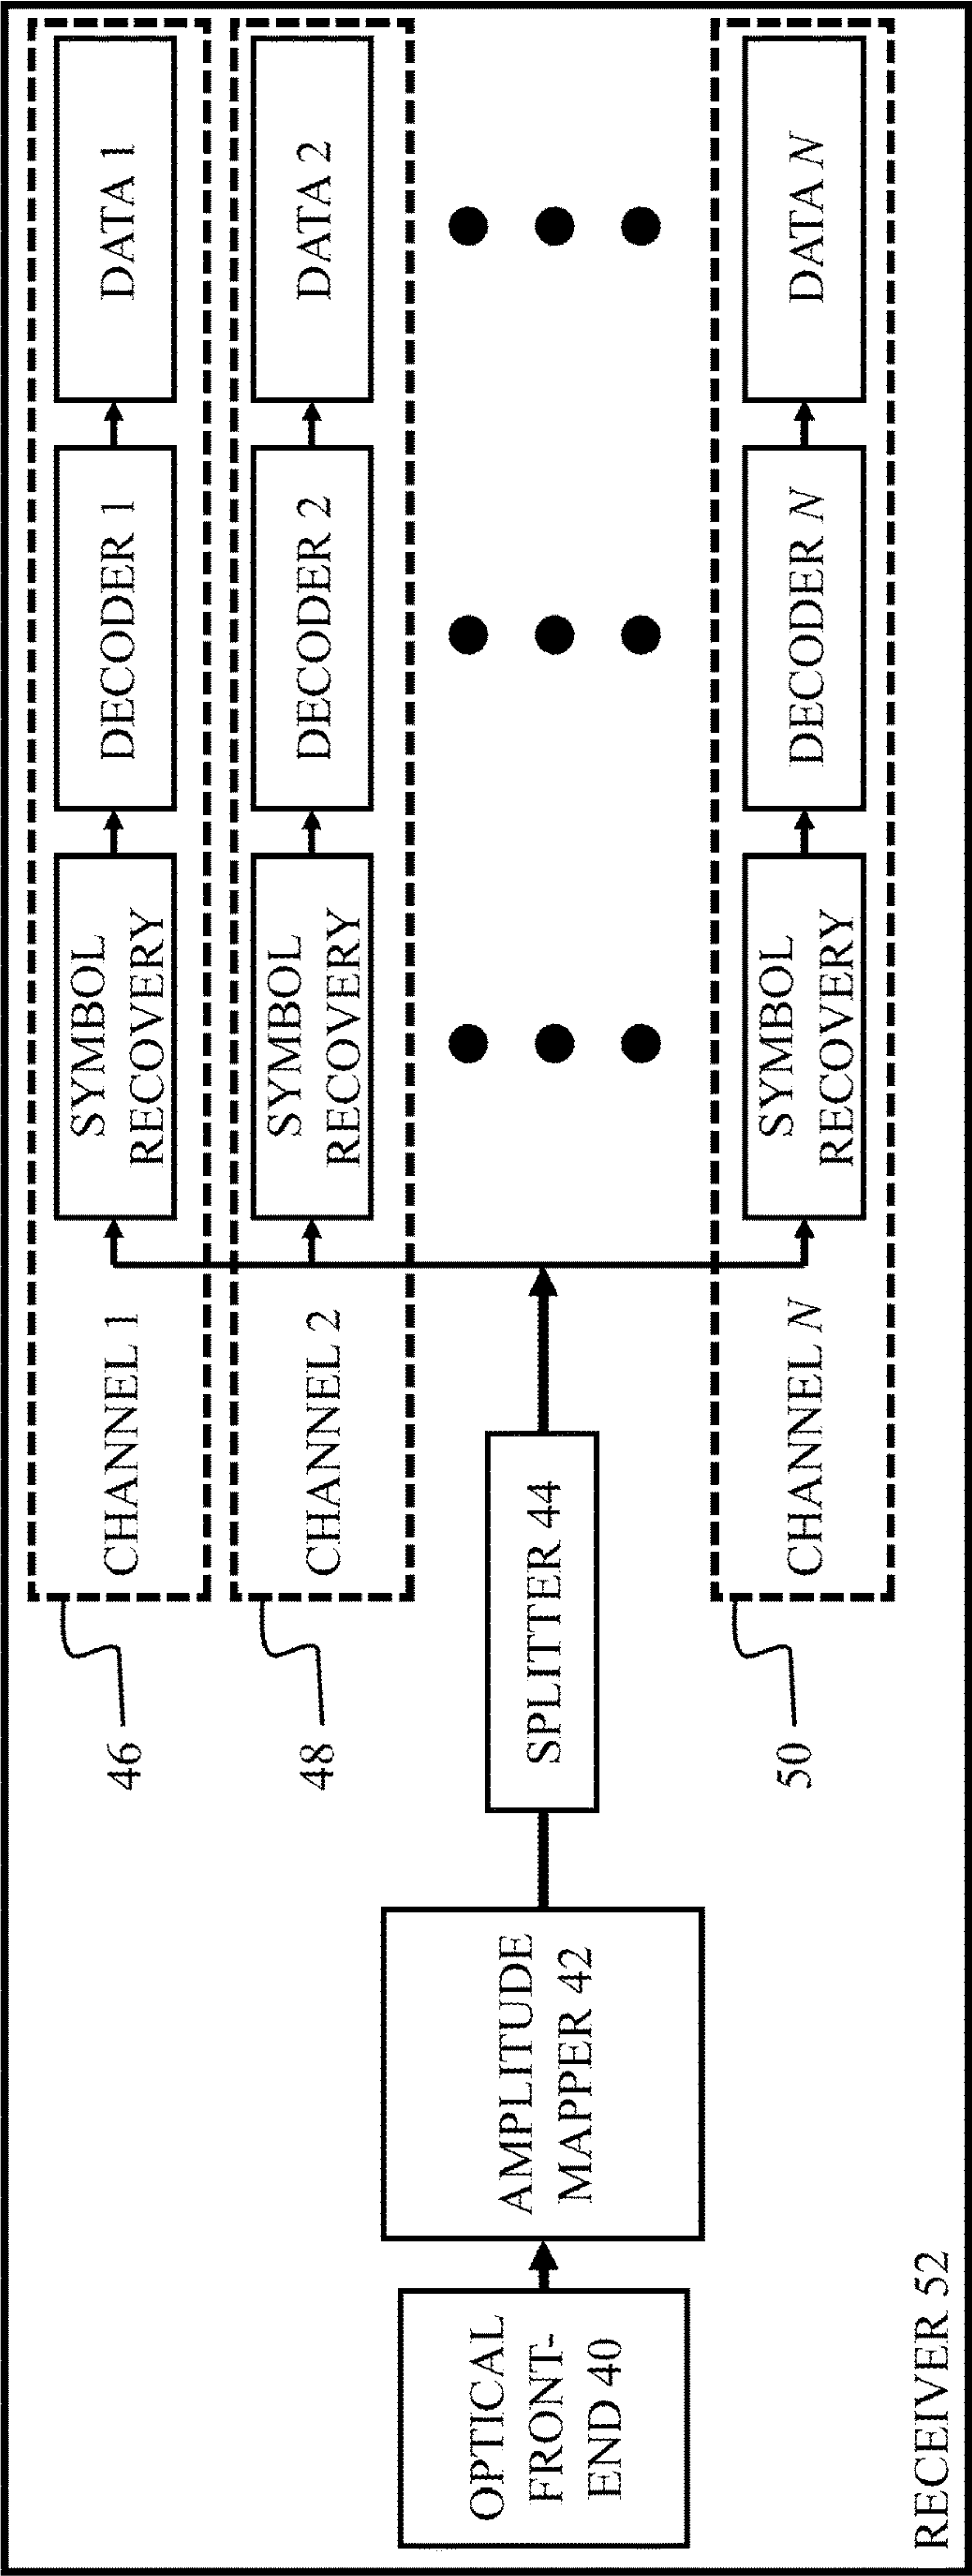 46
CHANNEL 1
SYMBOL
RECOVERY
DECODER 1
DATA 1
48
CHANNEL 2
SYMBOL
RECOVERY
DECODER 2
DATA 2
OPTICAL
FRONT-
END 40
AMPLITUDE
MAPPER 42
SPLITTER 44
50
CHANNEL N
SYMBOL
RECOVERY
DECODER N
DATA N
RECEIVER 52